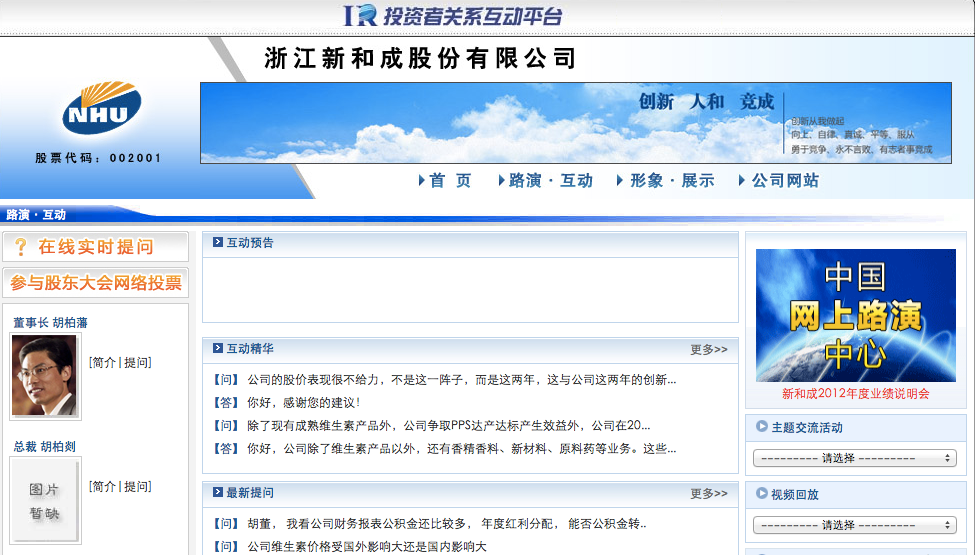 IR 投资者关系互动平台
浙江新和成股份有限公司
NHU
股票代码：002001
创新 人和 竞成
创新从我做起
向上、自律、真诚、平等、报从
勇于竞争、永不言败、有志者事竟成
首 页
路演 · 互动
形象 · 展示
公司网站
路演 · 互动
? 在线实时提问
参与股东大会网络投票
董事长 胡柏藩
[简介 | 提问]
总裁 胡柏剡
图片
暂缺
[简介 | 提问]
互动预告
互动精华
更多>>
【问】 公司的股价表现很不给力，不是这一阵子，而是这两年，这与公司这两年的创新...
【答】 你好，感谢您的建议！
【问】 除了现有成熟维生素产品外，公司争取PPS达产达标产生效益外，公司在20...
【答】 你好，公司除了维生素产品以外，还有香精香料、新材料、原料药等业务。这些...
最新提问
更多>>
【问】 胡董， 我看公司财务报表公积金还比较多， 年度红利分配， 能否公积金转..
【问】 公司维生素价格受国外影响大还是国内影响大
中国
网上路演
中心
新和成2012年度业绩说明会
主题交流活动
--------- 请选择 ---------
视频回放
--------- 请选择 ---------